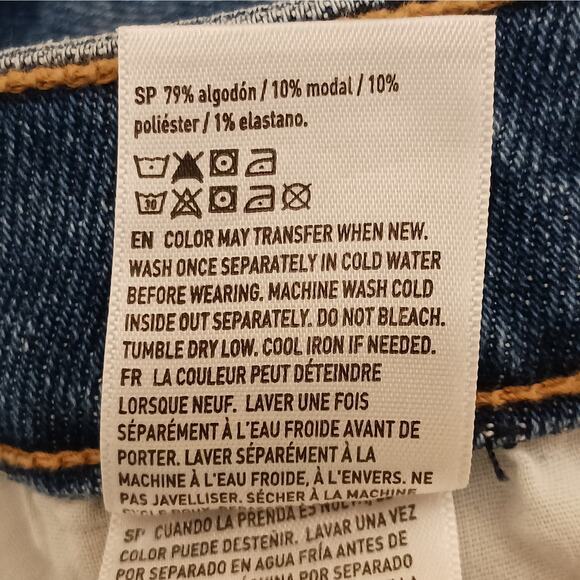 SP 79% algodón / 10% modal / 10%
poliéster / 1% elastano.
30
EN COLOR MAY TRANSFER WHEN NEW.
WASH ONCE SEPARATELY IN COLD WATER
BEFORE WEARING. MACHINE WASH COLD
INSIDE OUT SEPARATELY. DO NOT BLEACH.
TUMBLE DRY LOW. COOL IRON IF NEEDED.
FR LA COULEUR PEUT DÉTEINDRE
LORSQUE NEUF. LAVER UNE FOIS
SÉPARÉMENT À L'EAU FROIDE AVANT DE
PORTER. LAVER SÉPARÉMENT À LA
MACHINE À L'EAU FROIDE, À L'ENVERS. NE
PAS JAVELLISER. SÉCHER À LA MACHINE
SP CUANDO LA PRENDA ES NUEVA,
COLOR PUEDE DESTEÑIR. LAVAR UNA VEZ
POR SEPARADO EN AGUA FRÍA ANTES DE
POR SEPARADO